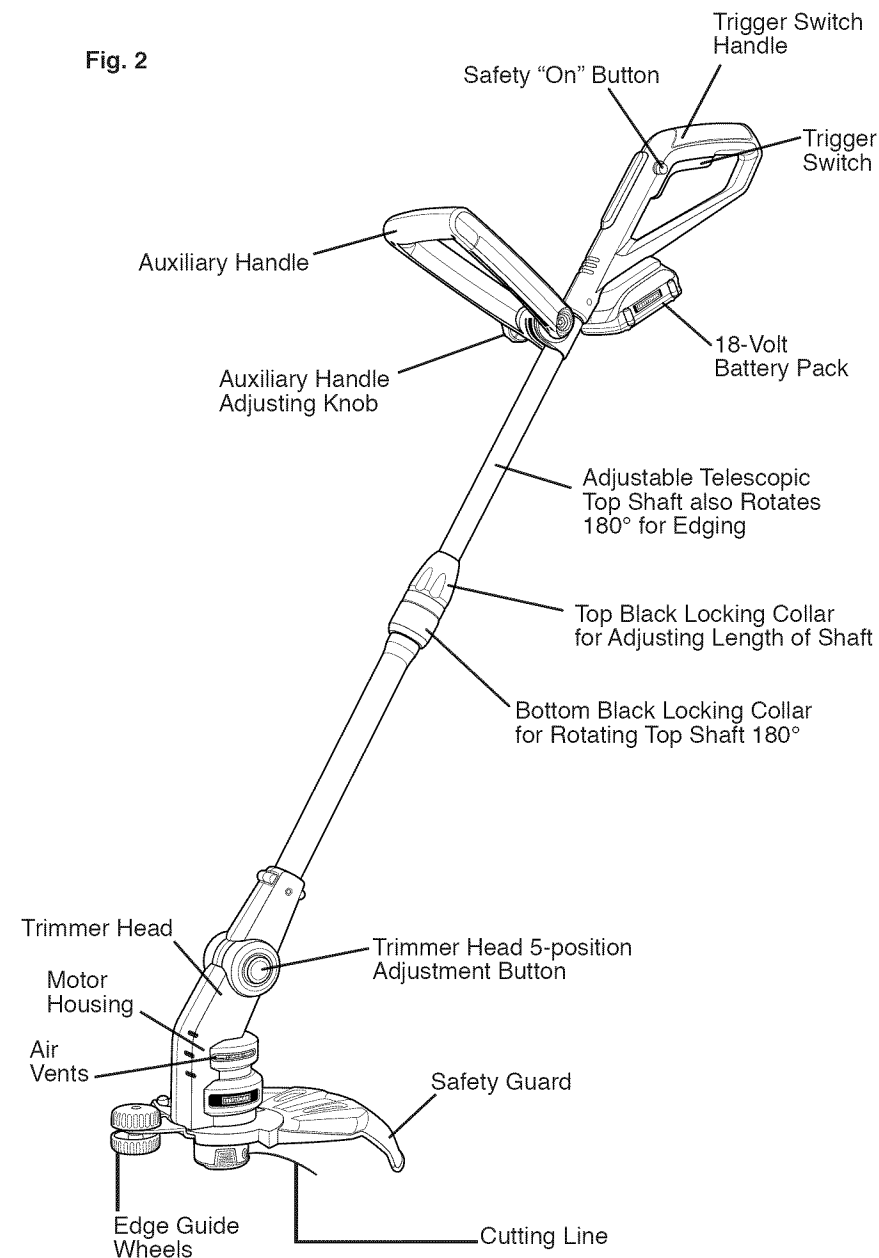 Fig. 2
Trigger Switch
Handle
Safety “On” Button
Trigger
Switch
Auxiliary Handle
18-Volt
Battery Pack
Auxiliary Handle
Adjusting Knob
Adjustable Telescopic
Top Shaft also Rotates
180° for Edging
Top Black Locking Collar
for Adjusting Length of Shaft
Bottom Black Locking Collar
for Rotating Top Shaft 180°
Trimmer Head
Trimmer Head 5-position
Adjustment Button
Motor
Housing
Air
Vents
Safety Guard
Edge Guide
Wheels
Cutting Line